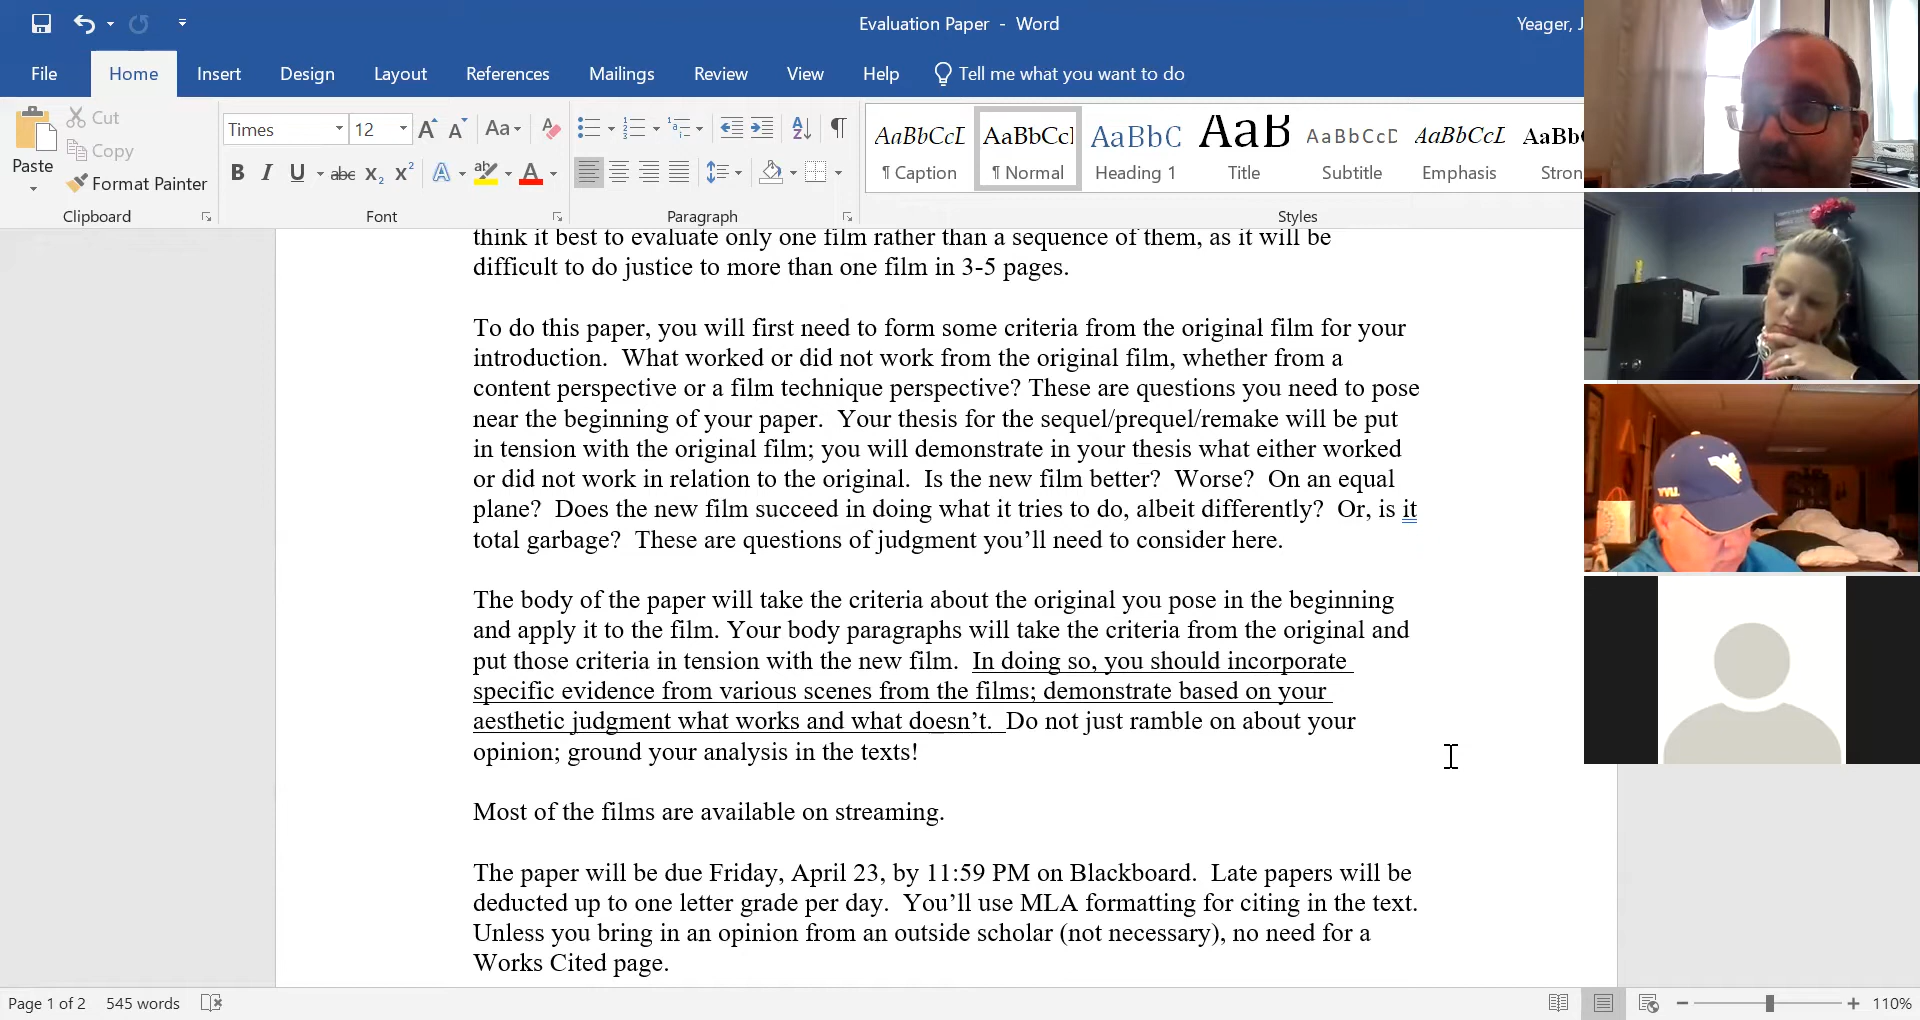 Evaluation Paper - Word
Yeager, J
File Home Insert Design Layout References Mailings Review View Help Tell me what you want to do
Paste
Cut
Copy
Format Painter
Clipboard
Times 12 Aa
B I U abc X₂ X² A ab A
Font
Paragraph
AaBbCcL AaBbCcl AaBbC AaB AaBbCcD AaBbCcL AaBb
¶ Caption ¶ Normal Heading 1 Title Subtitle Emphasis Stron
Styles
think it best to evaluate only one film rather than a sequence of them, as it will be
difficult to do justice to more than one film in 3-5 pages.
To do this paper, you will first need to form some criteria from the original film for your
introduction.  What worked or did not work from the original film, whether from a
content perspective or a film technique perspective? These are questions you need to pose
near the beginning of your paper.  Your thesis for the sequel/prequel/remake will be put
in tension with the original film; you will demonstrate in your thesis what either worked
or did not work in relation to the original.  Is the new film better?  Worse?  On an equal
plane?  Does the new film succeed in doing what it tries to do, albeit differently?  Or, is it
total garbage?  These are questions of judgment you’ll need to consider here.
The body of the paper will take the criteria about the original you pose in the beginning
and apply it to the film. Your body paragraphs will take the criteria from the original and
put those criteria in tension with the new film.  In doing so, you should incorporate
specific evidence from various scenes from the films; demonstrate based on your
aesthetic judgment what works and what doesn’t.  Do not just ramble on about your
opinion; ground your analysis in the texts!
Most of the films are available on streaming.
The paper will be due Friday, April 23, by 11:59 PM on Blackboard.  Late papers will be
deducted up to one letter grade per day.  You’ll use MLA formatting for citing in the text.
Unless you bring in an opinion from an outside scholar (not necessary), no need for a
Works Cited page.
Page 1 of 2 545 words
110%